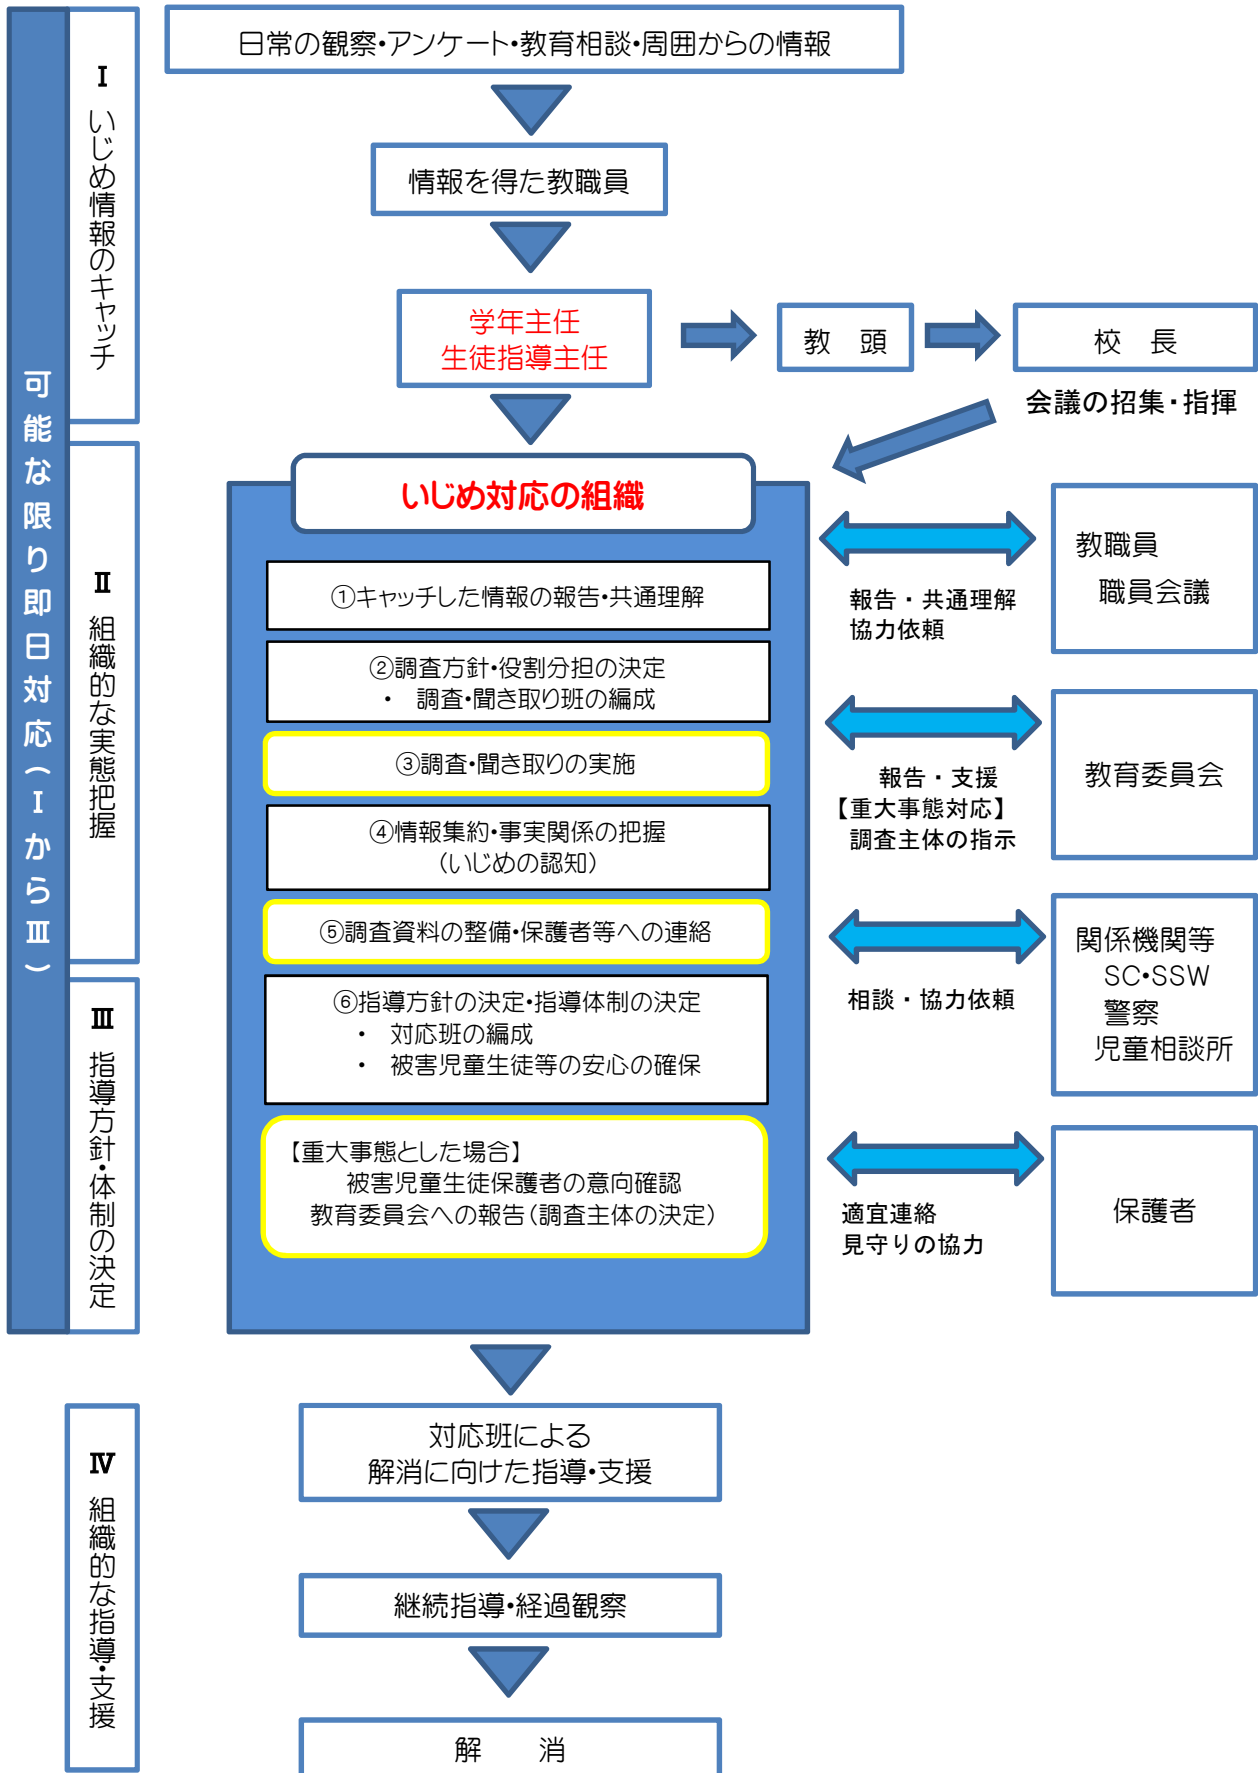 可能な限り即日対応(ⅠからⅢ)
Ⅰ いじめ情報のキャッチ
日常の観察・アンケート・教育相談・周囲からの情報
情報を得た教職員
学年主任
生徒指導主任
教　頭
校　長
会議の招集・指揮
Ⅱ 組織的な実態把握
いじめ対応の組織
①キャッチした情報の報告・共通理解
②調査方針・役割分担の決定
・ 調査・聞き取り班の編成
③調査・聞き取りの実施
④情報集約・事実関係の把握
(いじめの認知)
⑤調査資料の整備・保護者等への連絡
Ⅲ 指導方針・体制の決定
⑥指導方針の決定・指導体制の決定
・ 対応班の編成
・ 被害児童生徒等の安心の確保
【重大事態とした場合】
被害児童生徒保護者の意向確認
教育委員会への報告(調査主体の決定)
報告・共通理解
協力依頼
教職員
職員会議
報告・支援
【重大事態対応】
調査主体の指示
教育委員会
相談・協力依頼
関係機関等
SC・SSW
警察
児童相談所
適宜連絡
見守りの協力
保護者
Ⅳ 組織的な指導・支援
対応班による
解消に向けた指導・支援
継続指導・経過観察
解　消